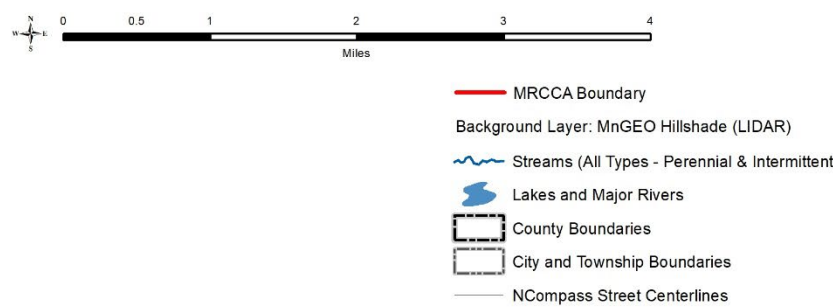 N
W E
S
0 0.5 1 2 3 4
Miles
MRCCA Boundary
Background Layer: MnGEO Hillshade (LIDAR)
Streams (All Types - Perennial & Intermittent
Lakes and Major Rivers
County Boundaries
City and Township Boundaries
NCompass Street Centerlines